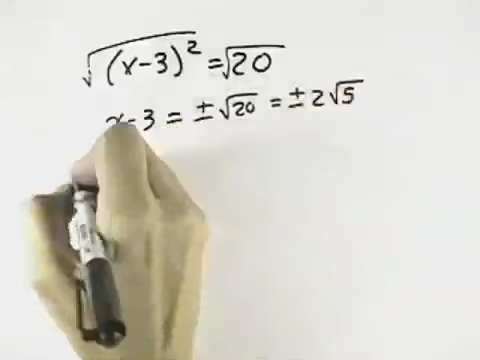 √(x-3)² = √20
x-3 = ±√20 = ±2√5